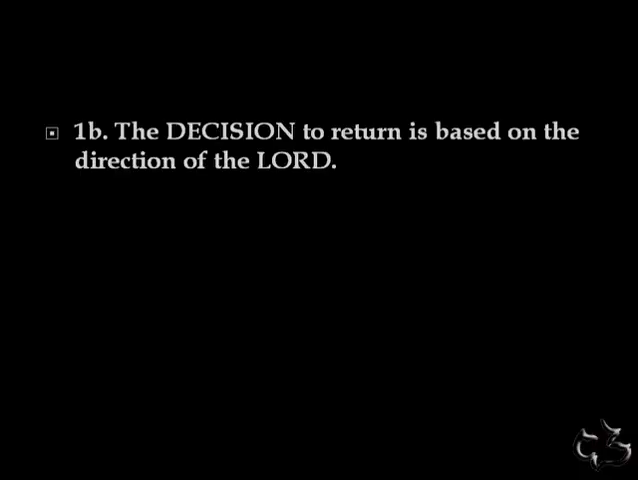 1b. The DECISION to return is based on the
direction of the LORD.